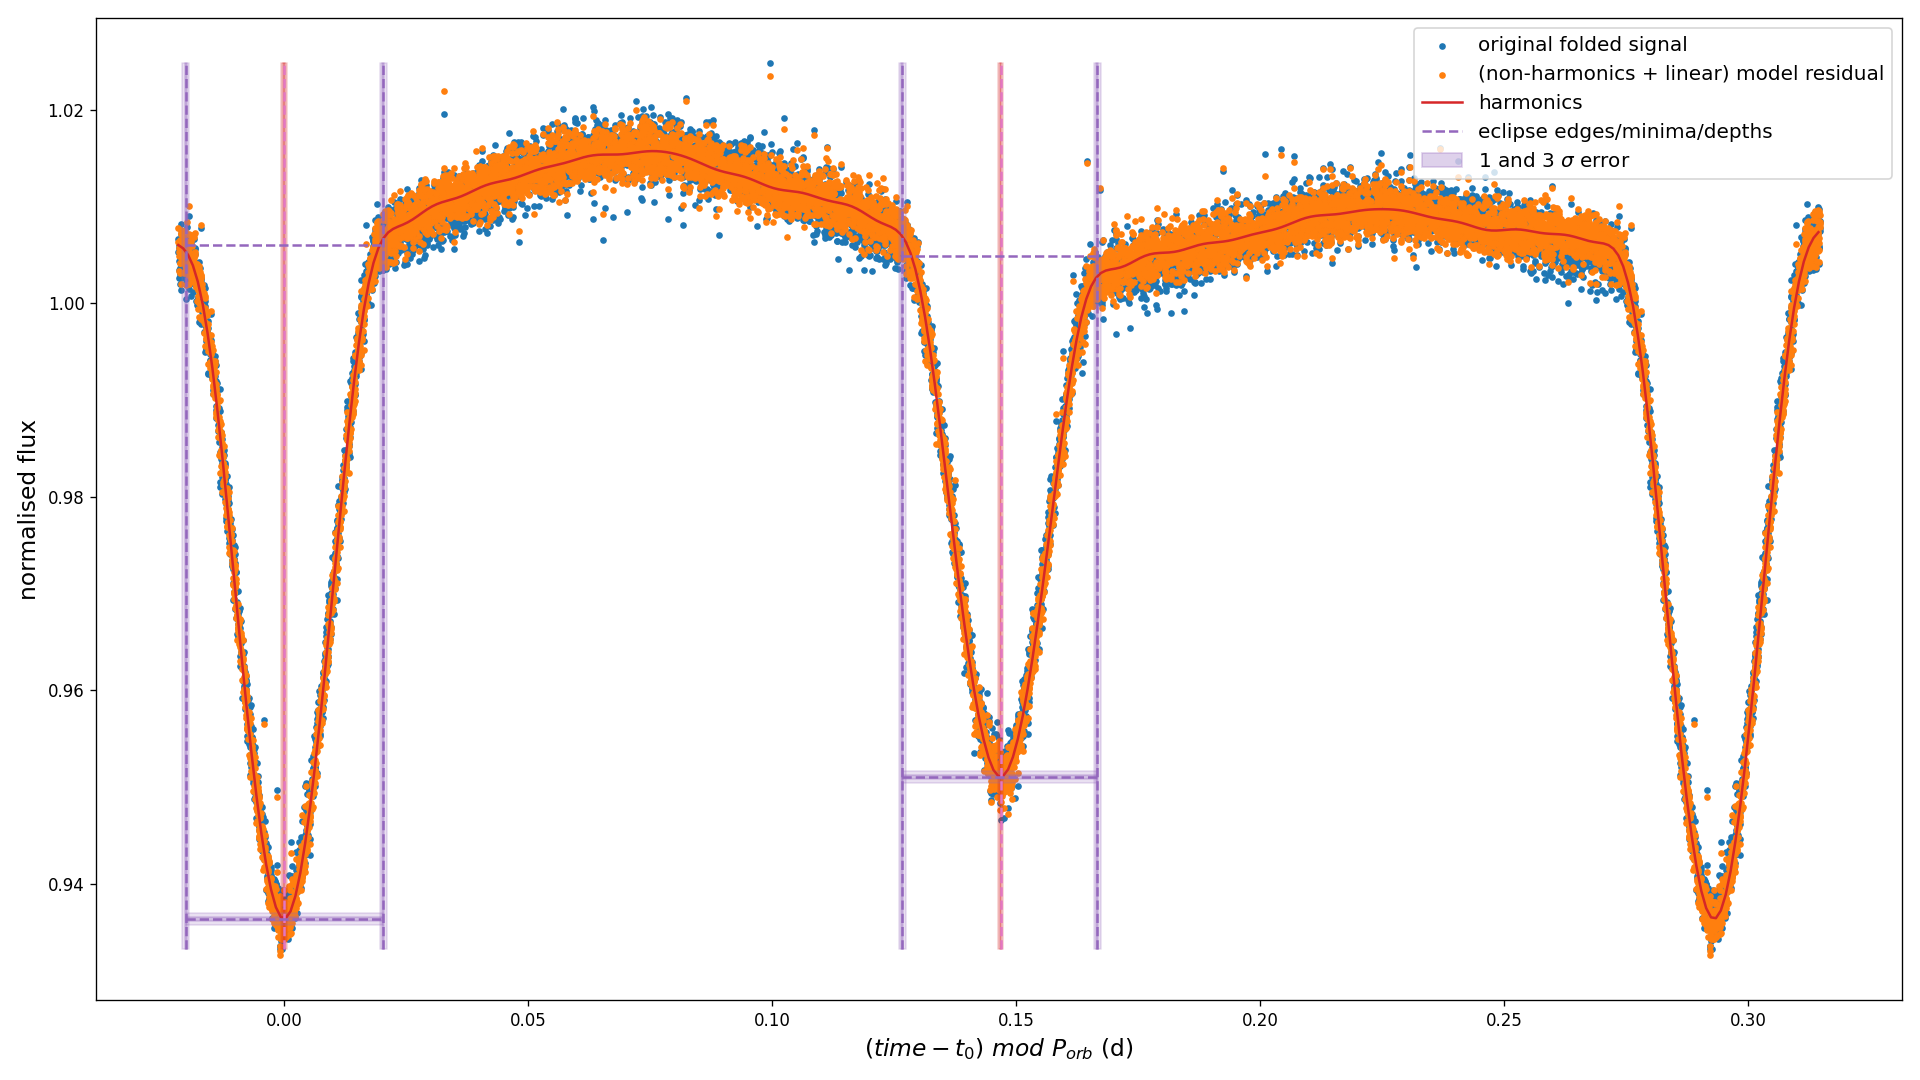 original folded signal
(non-harmonics + linear) model residual
harmonics
eclipse edges/minima/depths
1 and 3 σ error
normalised flux
1.02
1.00
0.98
0.96
0.94
0.00 0.05 0.10 0.15 0.20 0.25 0.30
(time − t₀) mod P_orb (d)